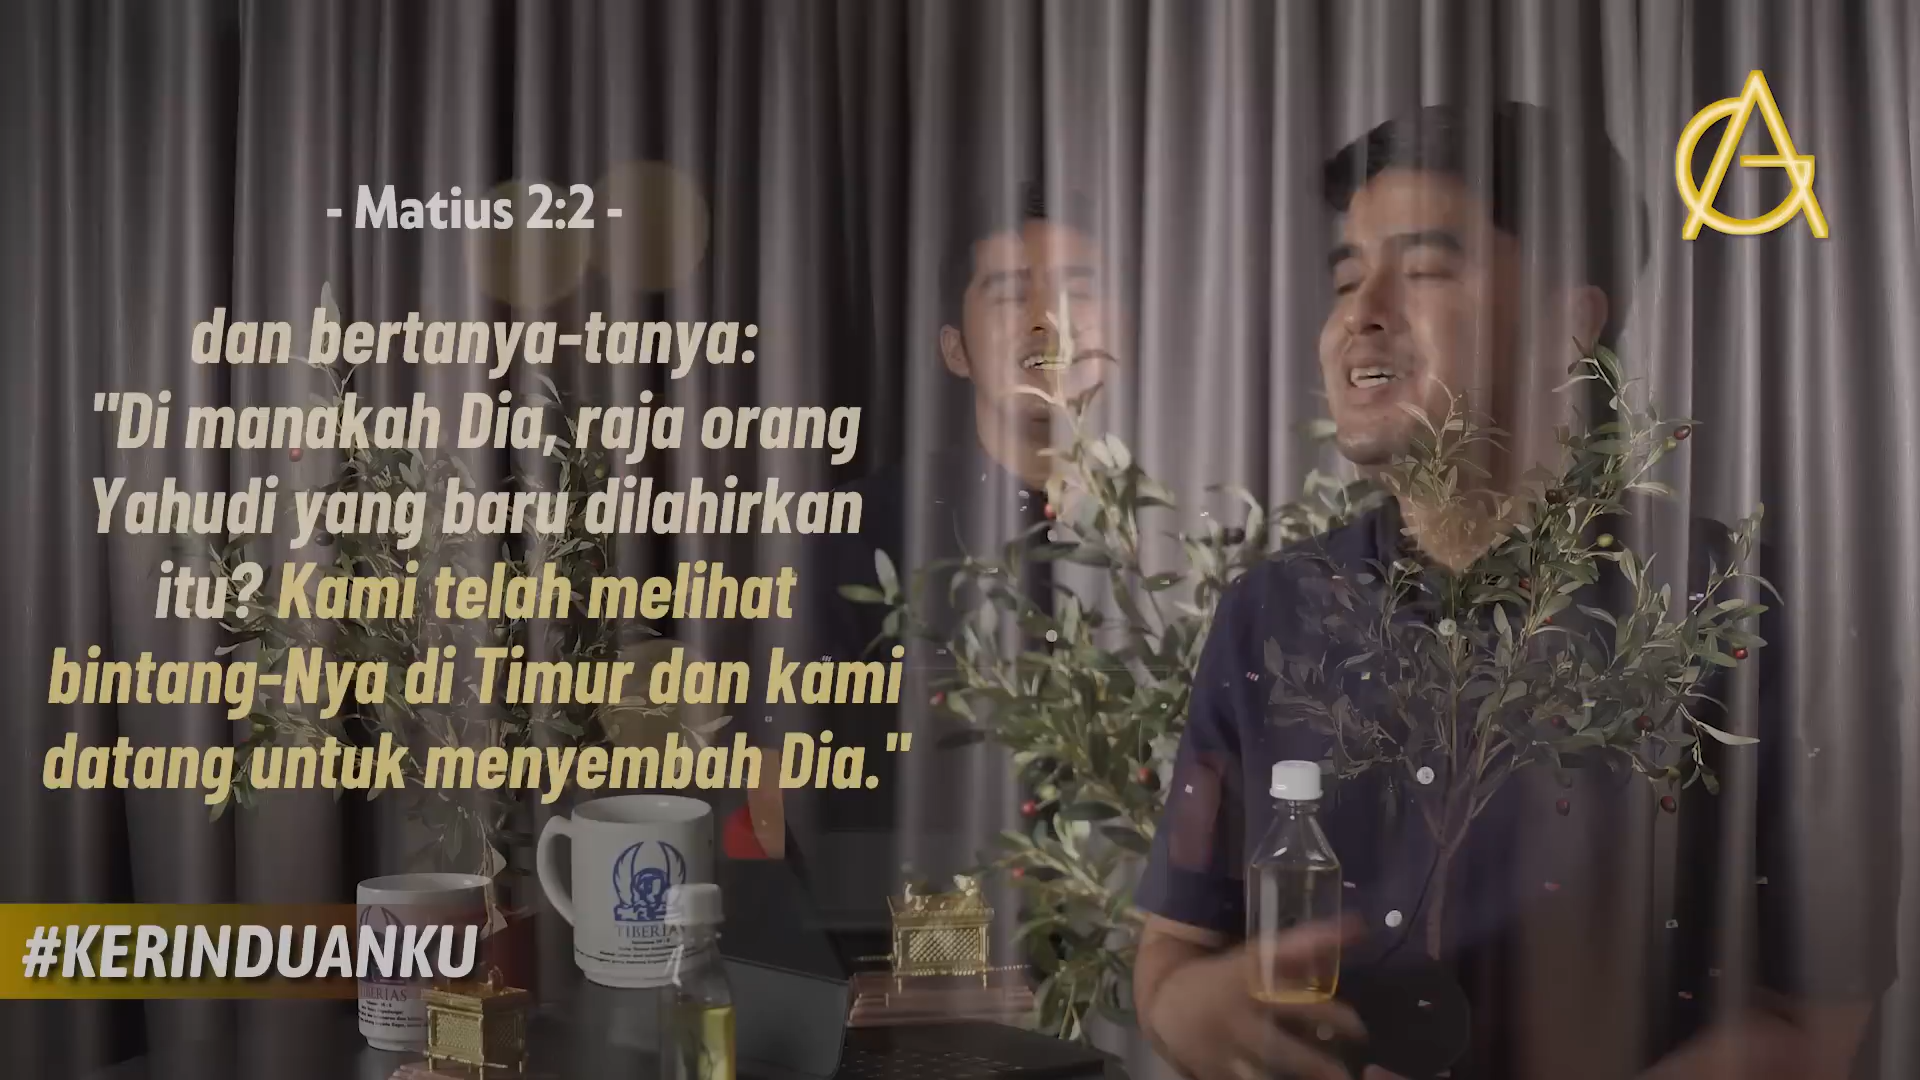 - Matius 2:2 -
dan bertanya-tanya:
"Di manakah Dia, raja orang
Yahudi yang baru dilahirkan
itu? Kami telah melihat
bintang-Nya di Timur dan kami
datang untuk menyembah Dia."
#KERINDUANKU
TIBERIAS
TIBERIAS